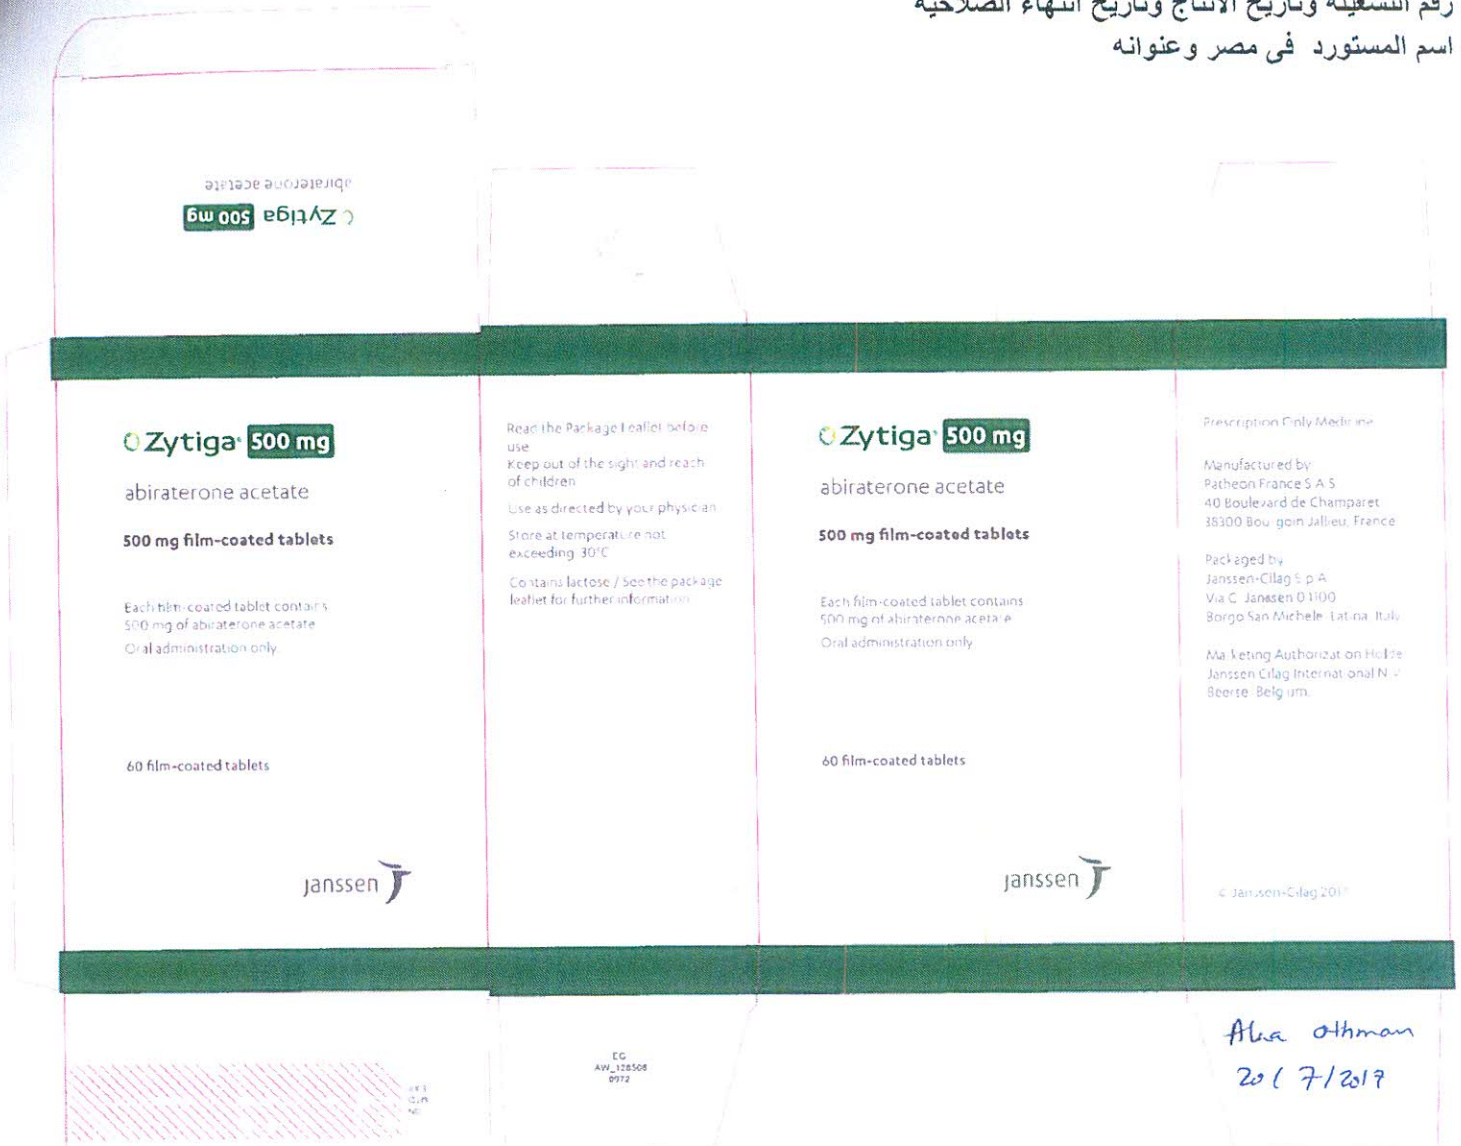 رقم التشغيلة وتاريخ الانتاج وتاريخ انتهاء الصلاحية
اسم المستورد فى مصر وعنوانه
Zytiga 500 mg
abiraterone acetate
Zytiga 500 mg
abiraterone acetate
500 mg film-coated tablets
Each film-coated tablet contains
500 mg of abiraterone acetate
Oral administration only
60 film-coated tablets
janssen
Read the Package Leaflet before
use
Keep out of the sight and reach
of children
Use as directed by your physician
Store at temperature not
exceeding 30°C
Contains lactose / See the package
leaflet for further information
Zytiga 500 mg
abiraterone acetate
500 mg film-coated tablets
Each film-coated tablet contains
500 mg of abiraterone acetate
Oral administration only
60 film-coated tablets
janssen
Prescription Only Medicine
Manufactured by
Patheon France S A S
40 Boulevard de Champaret
38300 Bourgoin Jallieu, France
Packaged by
Janssen-Cilag S p A
Via C Janssen 04100
Borgo San Michele Latina Italy
Marketing Authorization Holder
Janssen Cilag International N V
Beerse Belgium
© Janssen-Cilag
EXP
MFD
EG
AW_128508
0972
Alaa Othman
20/7/2017